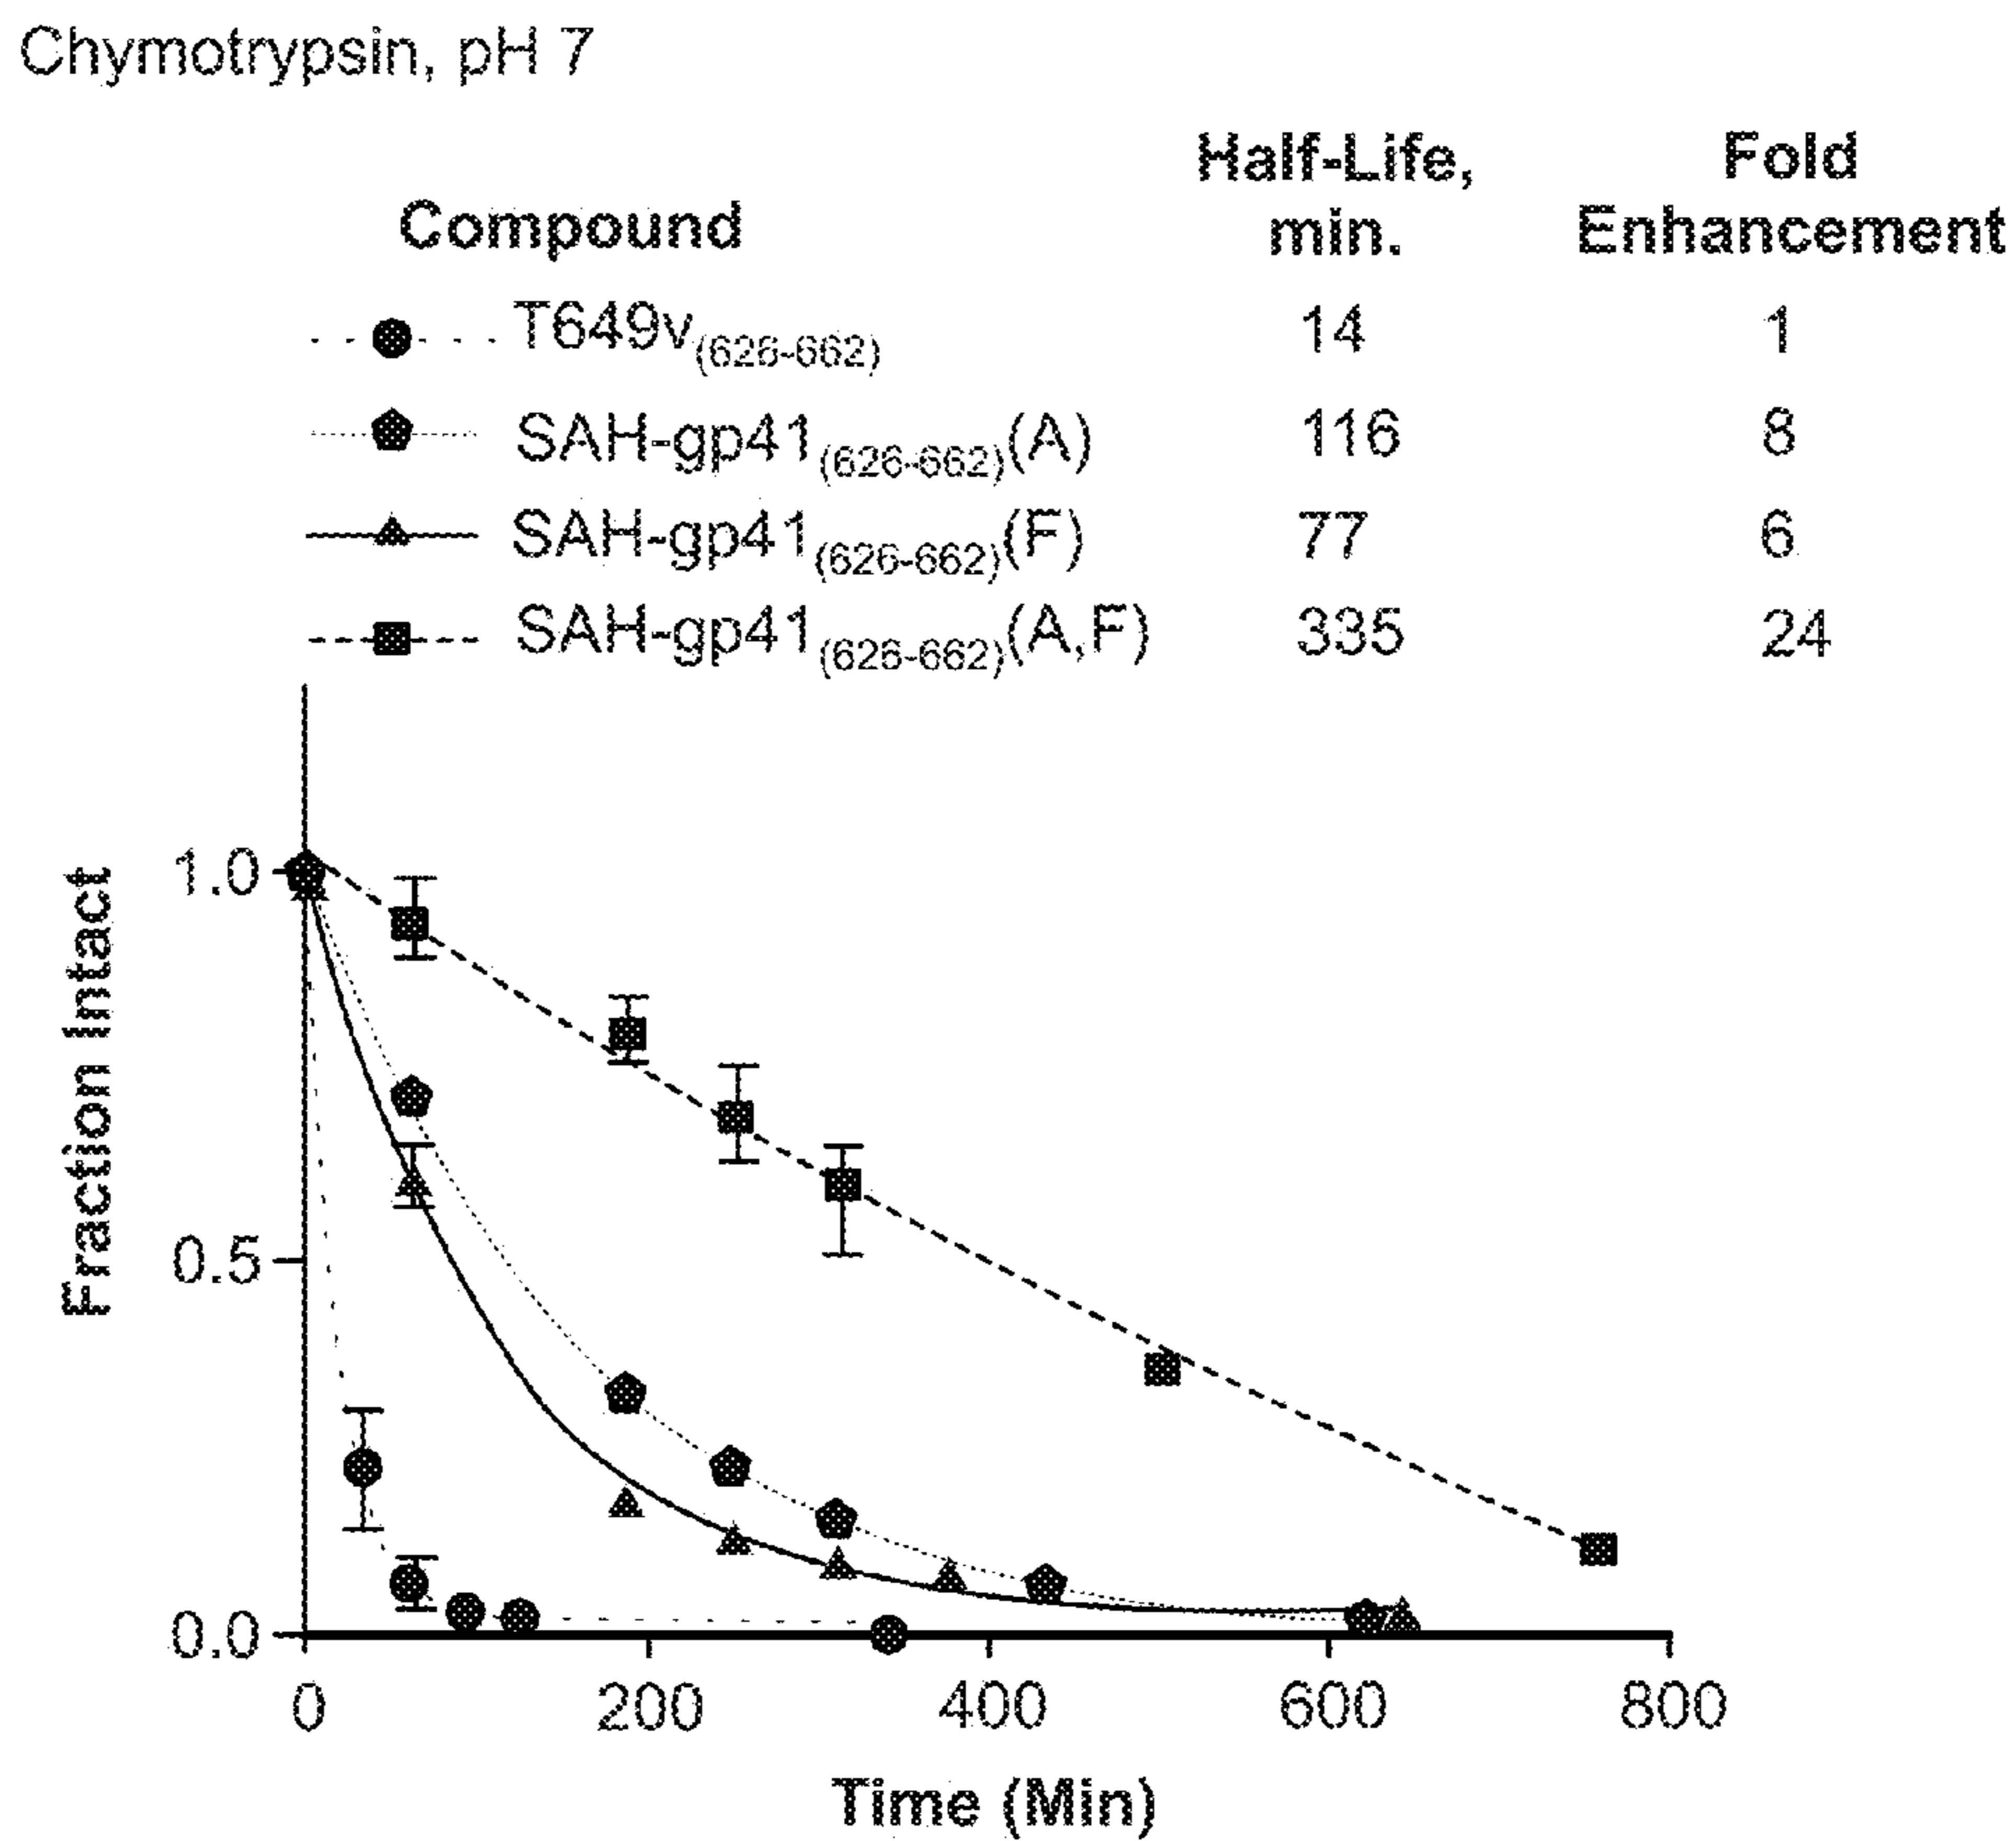 Chymotrypsin, pH 7
Compound Half-Life, min. Fold Enhancement
T649v(626-662) 14 1
SAH-gp41(626-662)(A) 116 8
SAH-gp41(626-662)(F) 77 6
SAH-gp41(626-662)(A,F) 335 24
Fraction Intact
1.0
0.5
0.0
0 200 400 600 800
Time (Min)